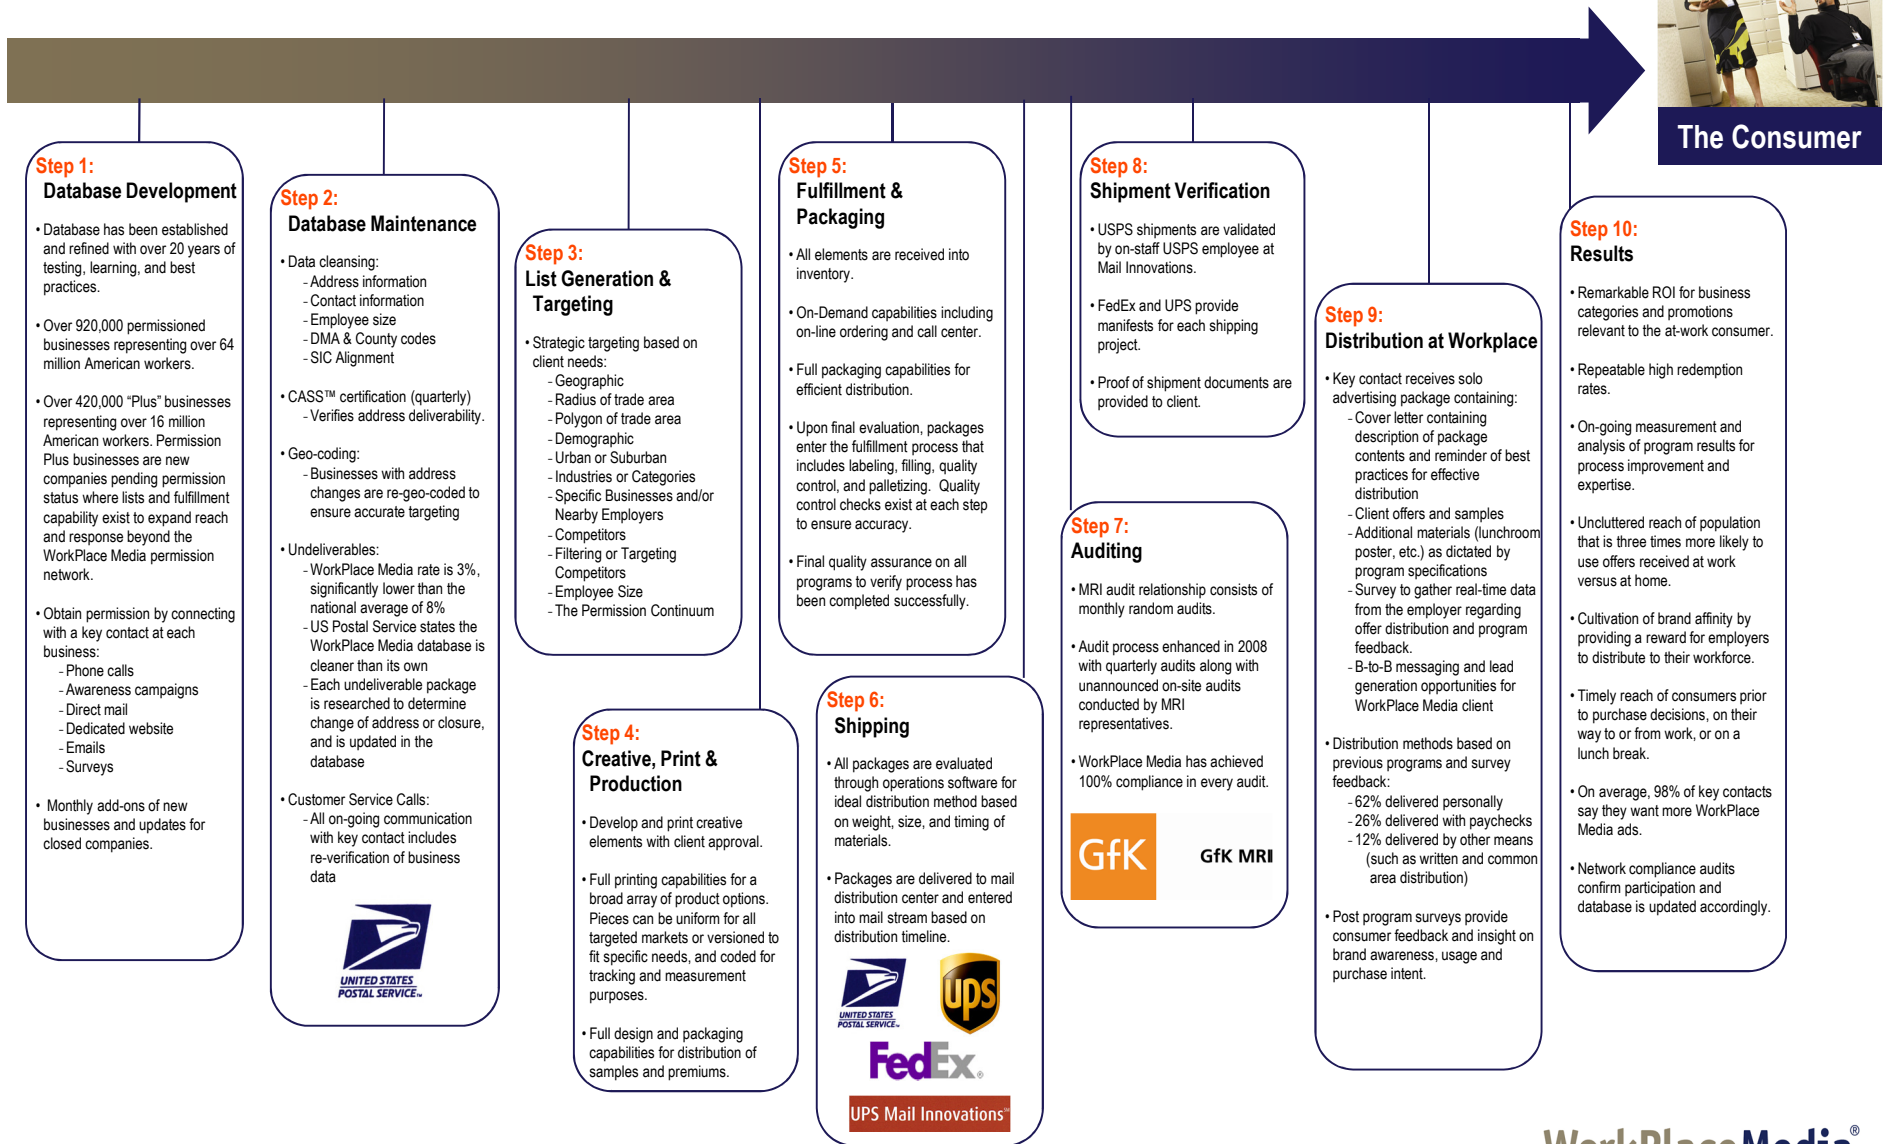 The Consumer
Step 1:
Database Development
• Database has been established
and refined with over 20 years of
testing, learning, and best
practices.
• Over 920,000 permissioned
businesses representing over 64
million American workers.
• Over 420,000 “Plus” businesses
representing over 16 million
American workers. Permission
Plus businesses are new
companies pending permission
status where lists and fulfillment
capability exist to expand reach
and response beyond the
WorkPlace Media permission
network.
• Obtain permission by connecting
with a key contact at each
business:
- Phone calls
- Awareness campaigns
- Direct mail
- Dedicated website
- Emails
- Surveys
• Monthly add-ons of new
businesses and updates for
closed companies.
Step 2:
Database Maintenance
• Data cleansing:
- Address information
- Contact information
- Employee size
- DMA & County codes
- SIC Alignment
• CASS™ certification (quarterly)
- Verifies address deliverability.
• Geo-coding:
- Businesses with address
changes are re-geo-coded to
ensure accurate targeting
• Undeliverables:
- WorkPlace Media rate is 3%,
significantly lower than the
national average of 8%
- US Postal Service states the
WorkPlace Media database is
cleaner than its own
- Each undeliverable package
is researched to determine
change of address or closure,
and is updated in the
database
• Customer Service Calls:
- All on-going communication
with key contact includes
re-verification of business
data
UNITED STATES
POSTAL SERVICE™
Step 3:
List Generation &
Targeting
• Strategic targeting based on
client needs:
- Geographic
- Radius of trade area
- Polygon of trade area
- Demographic
- Urban or Suburban
- Industries or Categories
- Specific Businesses and/or
Nearby Employers
- Competitors
- Filtering or Targeting
Competitors
- Employee Size
- The Permission Continuum
Step 4:
Creative, Print &
Production
• Develop and print creative
elements with client approval.
• Full printing capabilities for a
broad array of product options.
Pieces can be uniform for all
targeted markets or versioned to
fit specific needs, and coded for
tracking and measurement
purposes.
• Full design and packaging
capabilities for distribution of
samples and premiums.
Step 5:
Fulfillment &
Packaging
• All elements are received into
inventory.
• On-Demand capabilities including
on-line ordering and call center.
• Full packaging capabilities for
efficient distribution.
• Upon final evaluation, packages
enter the fulfillment process that
includes labeling, filling, quality
control, and palletizing. Quality
control checks exist at each step
to ensure accuracy.
• Final quality assurance on all
programs to verify process has
been completed successfully.
Step 6:
Shipping
• All packages are evaluated
through operations software for
ideal distribution method based
on weight, size, and timing of
materials.
• Packages are delivered to mail
distribution center and entered
into mail stream based on
distribution timeline.
UNITED STATES
POSTAL SERVICE™
ups
FedEx®
UPS Mail Innovations℠
Step 8:
Shipment Verification
• USPS shipments are validated
by on-staff USPS employee at
Mail Innovations.
• FedEx and UPS provide
manifests for each shipping
project.
• Proof of shipment documents are
provided to client.
Step 7:
Auditing
• MRI audit relationship consists of
monthly random audits.
• Audit process enhanced in 2008
with quarterly audits along with
unannounced on-site audits
conducted by MRI
representatives.
• WorkPlace Media has achieved
100% compliance in every audit.
GfK
GfK MRI
Step 9:
Distribution at Workplace
• Key contact receives solo
advertising package containing:
- Cover letter containing
description of package
contents and reminder of best
practices for effective
distribution
- Client offers and samples
- Additional materials (lunchroom
poster, etc.) as dictated by
program specifications
- Survey to gather real-time data
from the employer regarding
offer distribution and program
feedback.
- B-to-B messaging and lead
generation opportunities for
WorkPlace Media client
• Distribution methods based on
previous programs and survey
feedback:
- 62% delivered personally
- 26% delivered with paychecks
- 12% delivered by other means
(such as written and common
area distribution)
• Post program surveys provide
consumer feedback and insight on
brand awareness, usage and
purchase intent.
Step 10:
Results
• Remarkable ROI for business
categories and promotions
relevant to the at-work consumer.
• Repeatable high redemption
rates.
• On-going measurement and
analysis of program results for
process improvement and
expertise.
• Uncluttered reach of population
that is three times more likely to
use offers received at work
versus at home.
• Cultivation of brand affinity by
providing a reward for employers
to distribute to their workforce.
• Timely reach of consumers prior
to purchase decisions, on their
way to or from work, or on a
lunch break.
• On average, 98% of key contacts
say they want more WorkPlace
Media ads.
• Network compliance audits
confirm participation and
database is updated accordingly.
WorkPlace Media®